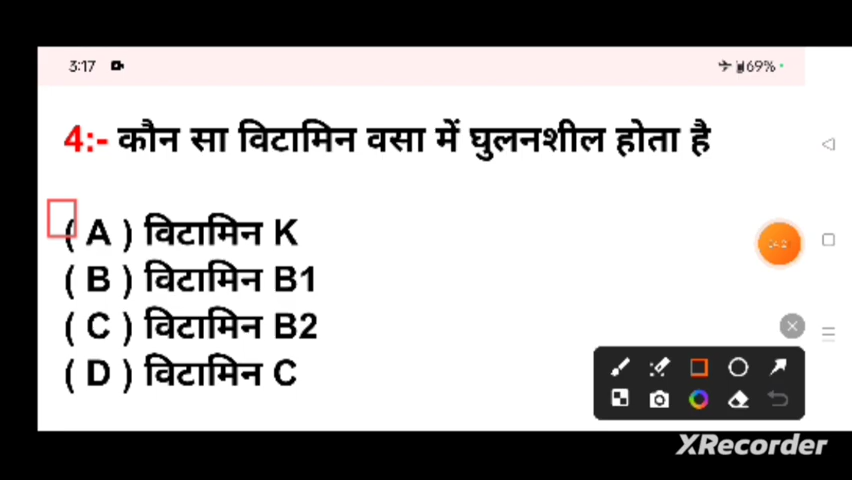 3:17 69%
4:- कौन सा विटामिन वसा में घुलनशील होता है
( A ) विटामिन K
( B ) विटामिन B1
( C ) विटामिन B2
( D ) विटामिन C
XRecorder